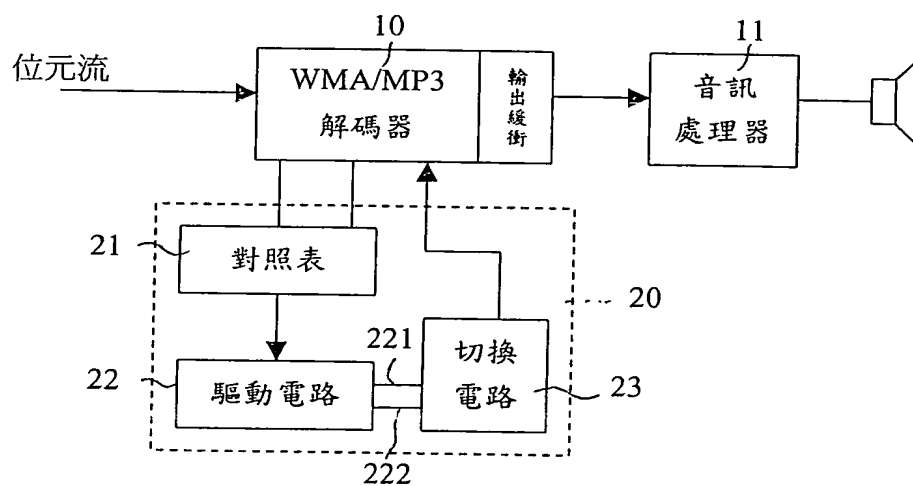 10
11
位元流
WMA/MP3
解碼器
輸出緩衝
音訊
處理器
21
對照表
20
221
切換
電路
22
驅動電路
23
222